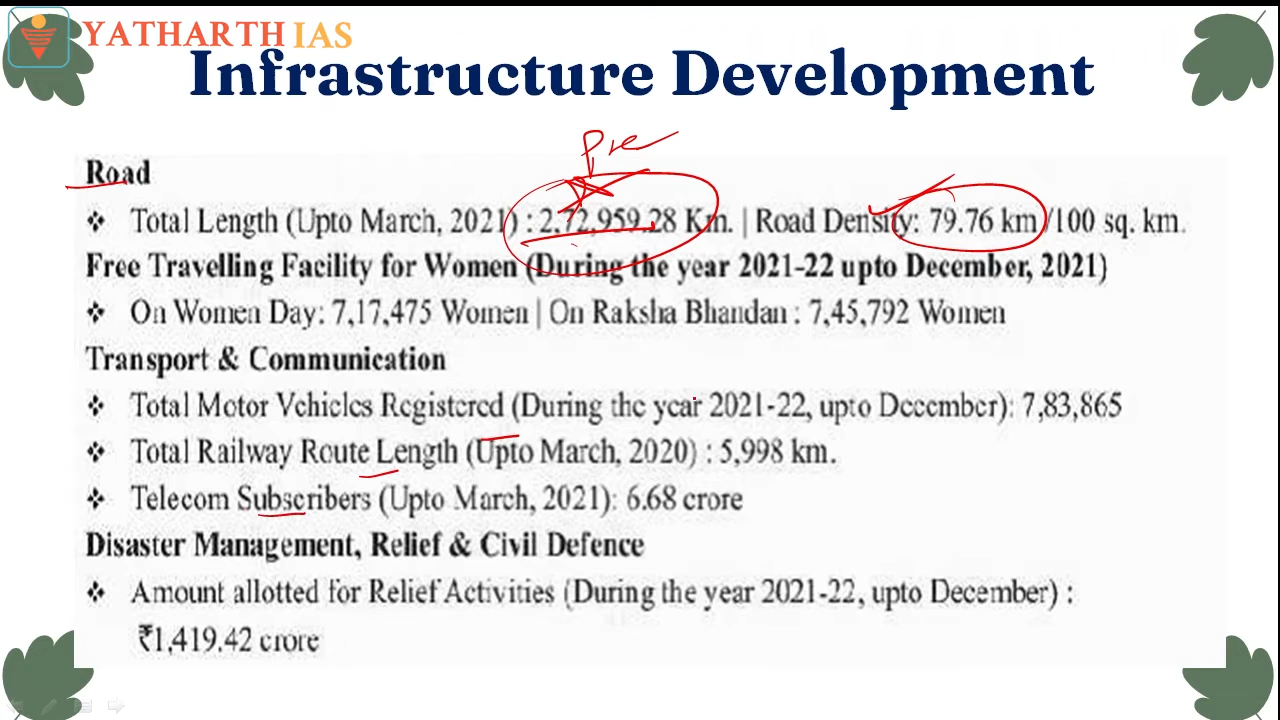 YATHARTH IAS
Infrastructure Development
Pre
Road
❖ Total Length (Upto March, 2021) : 2,72,959.28 Km. | Road Density: 79.76 km /100 sq. km.
Free Travelling Facility for Women (During the year 2021-22 upto December, 2021)
❖ On Women Day: 7,17,475 Women | On Raksha Bhandan : 7,45,792 Women
Transport & Communication
❖ Total Motor Vehicles Registered (During the year 2021-22, upto December): 7,83,865
❖ Total Railway Route Length (Upto March, 2020) : 5,998 km.
❖ Telecom Subscribers (Upto March, 2021): 6.68 crore
Disaster Management, Relief & Civil Defence
❖ Amount allotted for Relief Activities (During the year 2021-22, upto December) :
₹1,419.42 crore